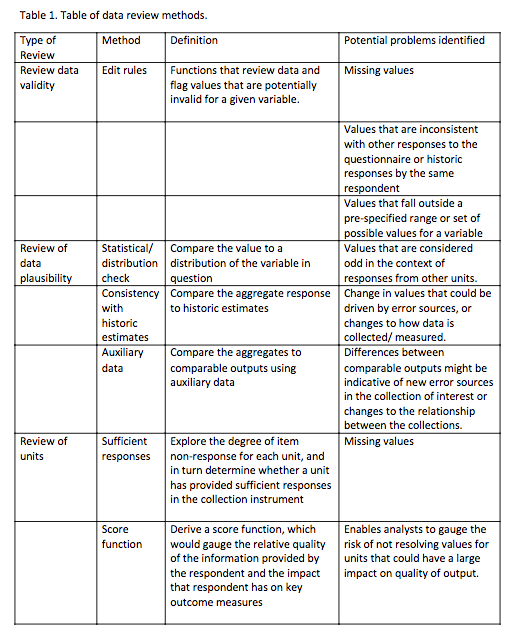 Table 1. Table of data review methods.
Type of
Review
Method
Definition
Potential problems identified
Review data
validity
Edit rules
Functions that review data and
flag values that are potentially
invalid for a given variable.
Missing values
Values that are inconsistent
with other responses to the
questionnaire or historic
responses by the same
respondent
Values that fall outside a
pre-specified range or set of
possible values for a variable
Review of
data
plausibility
Statistical/
distribution
check
Compare the value to a
distribution of the variable in
question
Values that are considered
odd in the context of
responses from other units.
Consistency
with
historic
estimates
Compare the aggregate response
to historic estimates
Change in values that could be
driven by error sources, or
changes to how data is
collected/ measured.
Auxiliary
data
Compare the aggregates to
comparable outputs using
auxiliary data
Differences between
comparable outputs might be
indicative of new error sources
in the collection of interest or
changes to the relationship
between the collections.
Review of
units
Sufficient
responses
Explore the degree of item
non-response for each unit, and
in turn determine whether a unit
has provided sufficient responses
in the collection instrument
Missing values
Score
function
Derive a score function, which
would gauge the relative quality
of the information provided by
the respondent and the impact
that respondent has on key
outcome measures
Enables analysts to gauge the
risk of not resolving values for
units that could have a large
impact on quality of output.